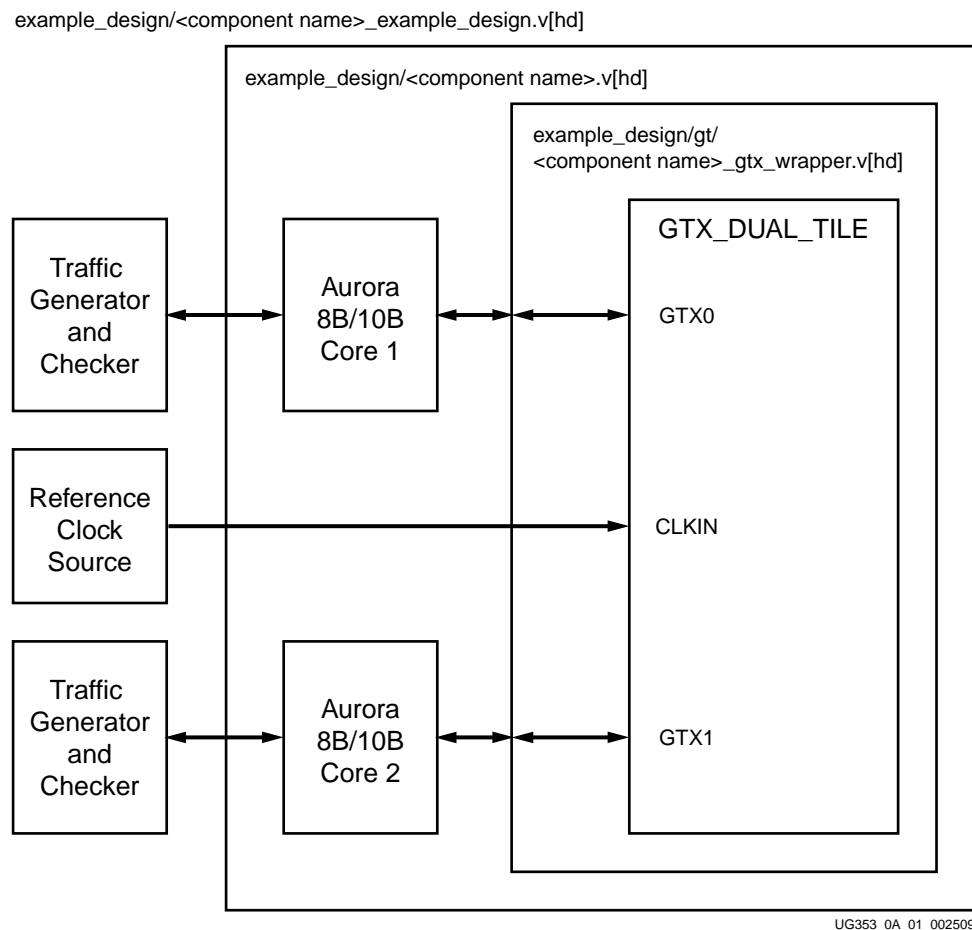 example_design/<component name>_example_design.v[hd]
example_design/<component name>.v[hd]
example_design/gt/
<component name>_gtx_wrapper.v[hd]
GTX_DUAL_TILE
Traffic
Generator
and
Checker
Aurora
8B/10B
Core 1
GTX0
Reference
Clock
Source
CLKIN
Traffic
Generator
and
Checker
Aurora
8B/10B
Core 2
GTX1
UG353_0A_01_002509